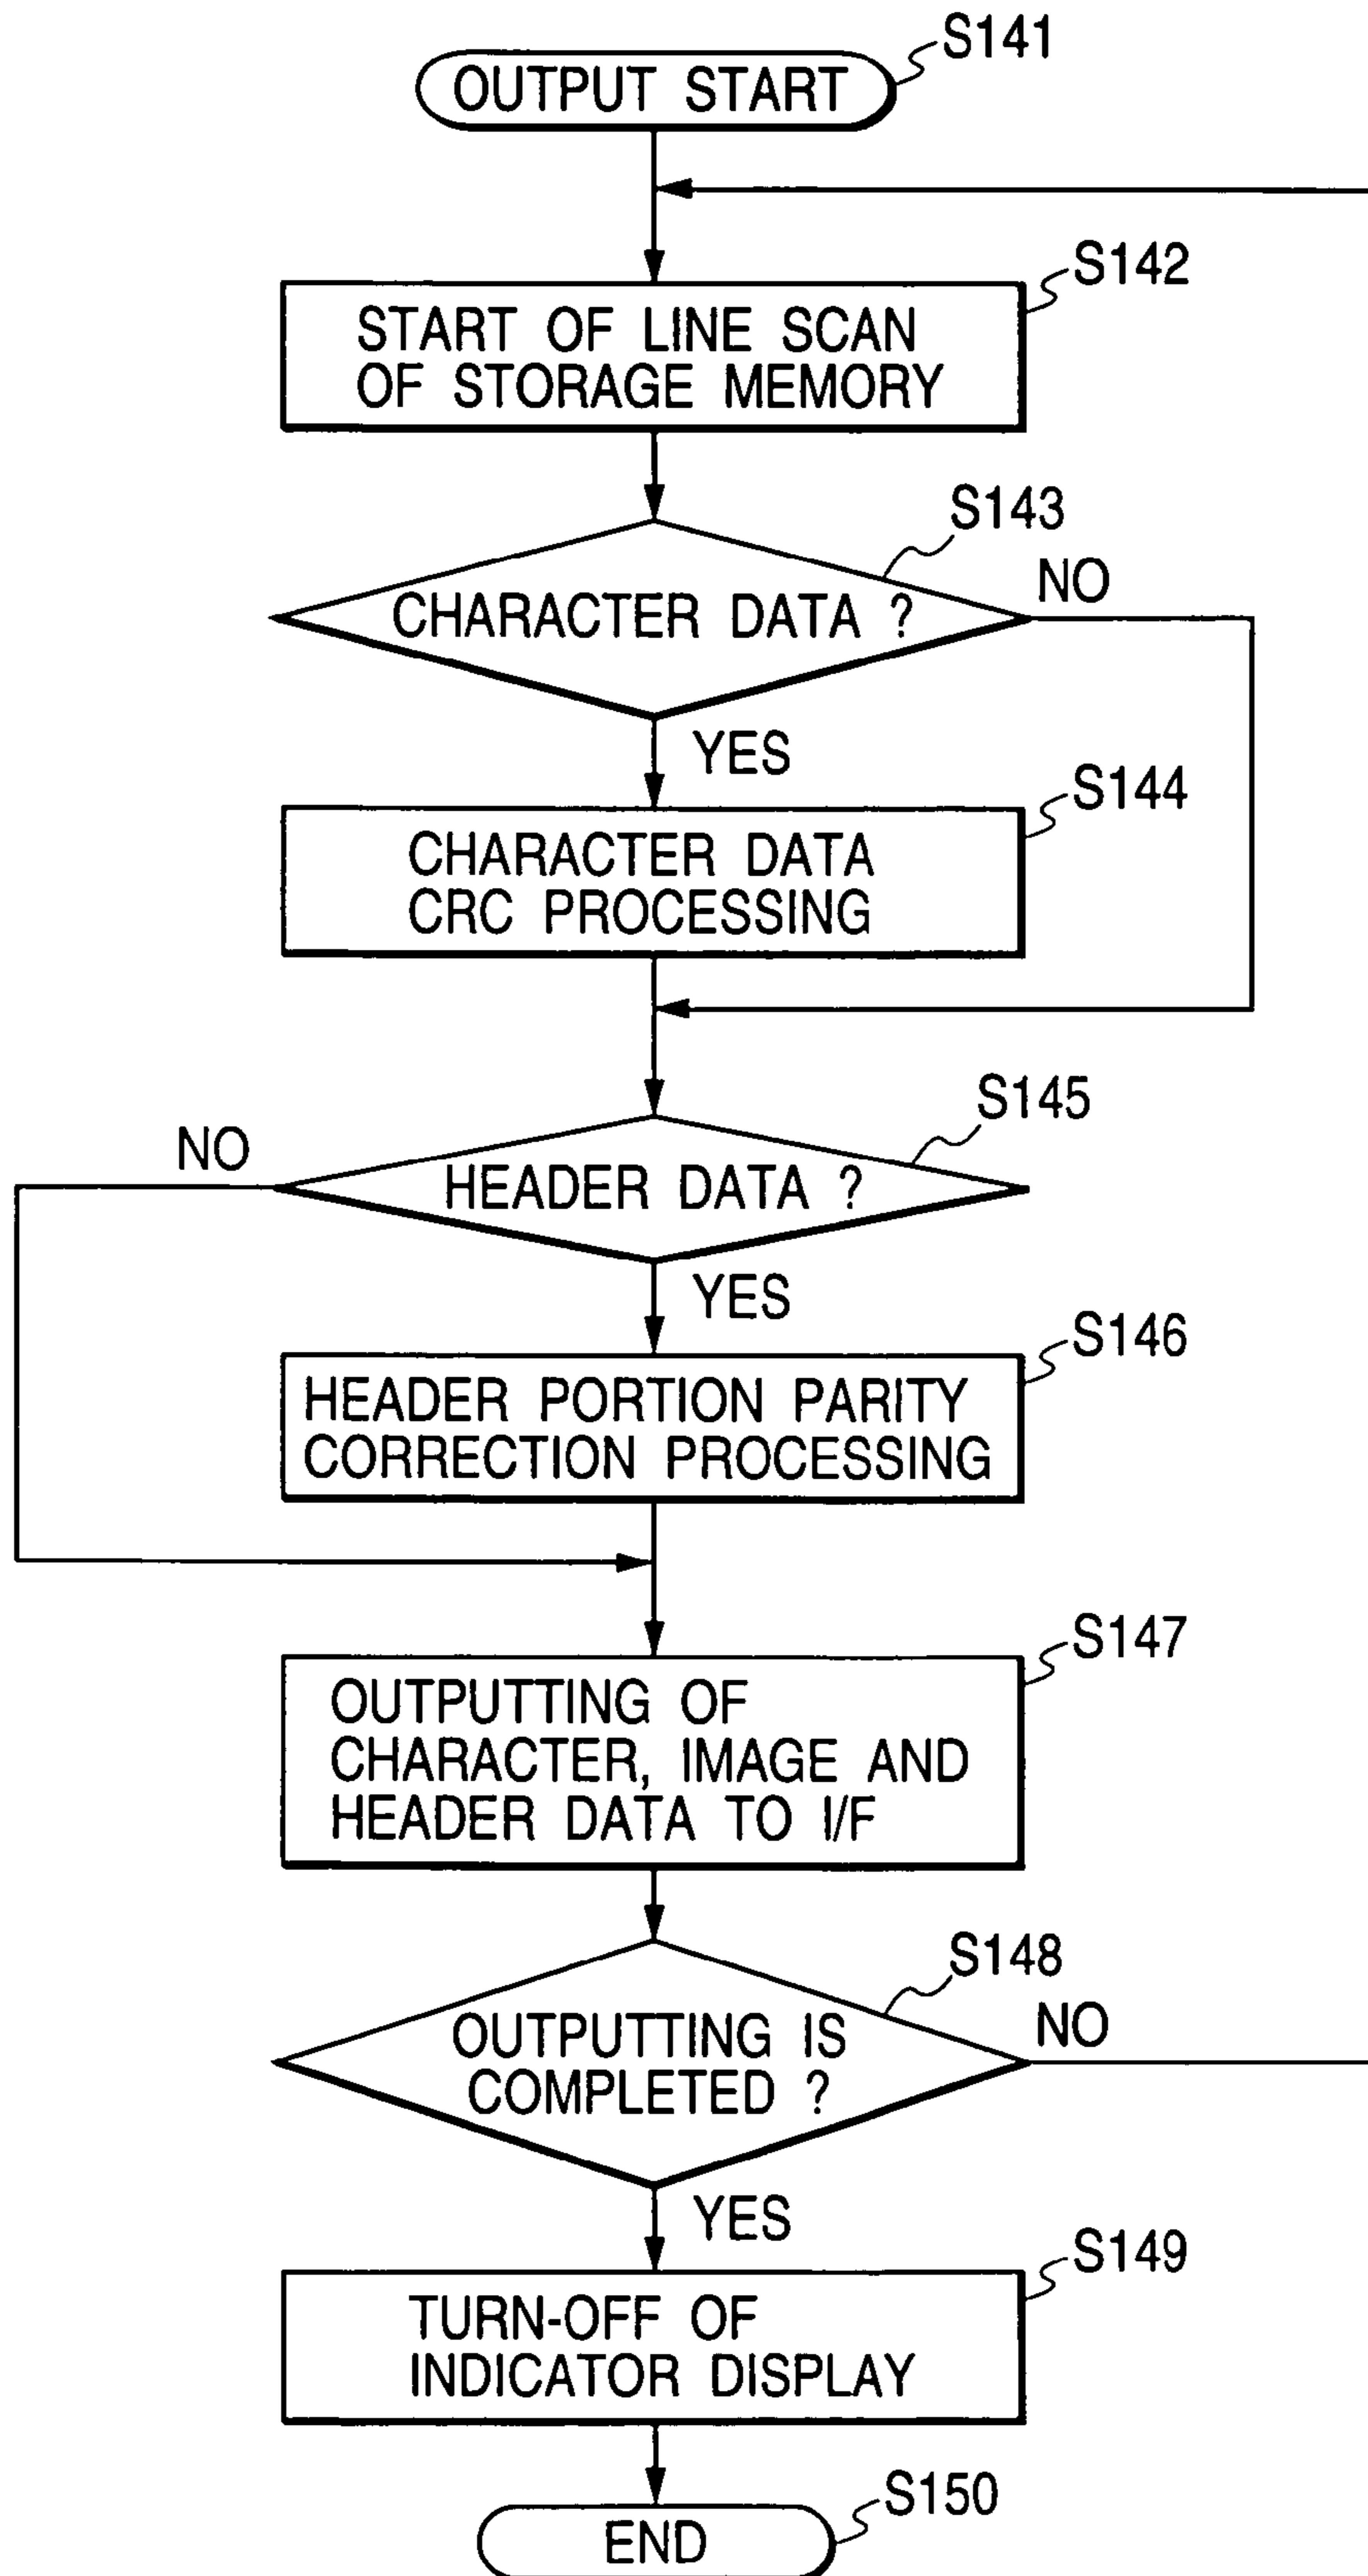 S141
OUTPUT START
S142
START OF LINE SCAN
OF STORAGE MEMORY
S143
NO
CHARACTER DATA ?
YES
S144
CHARACTER DATA
CRC PROCESSING
S145
NO
HEADER DATA ?
YES
S146
HEADER PORTION PARITY
CORRECTION PROCESSING
S147
OUTPUTTING OF
CHARACTER, IMAGE AND
HEADER DATA TO I/F
S148
NO
OUTPUTTING IS
COMPLETED ?
YES
S149
TURN-OFF OF
INDICATOR DISPLAY
S150
END